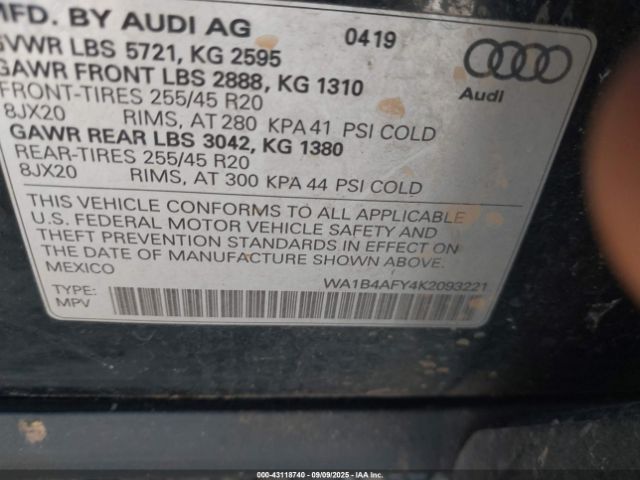 MFD. BY AUDI AG 0419
GVWR LBS 5721, KG 2595
GAWR FRONT LBS 2888, KG 1310
FRONT-TIRES 255/45 R20
8JX20 RIMS, AT 280 KPA 41 PSI COLD
GAWR REAR LBS 3042, KG 1380
REAR-TIRES 255/45 R20
8JX20 RIMS, AT 300 KPA 44 PSI COLD
Audi
THIS VEHICLE CONFORMS TO ALL APPLICABLE
U.S. FEDERAL MOTOR VEHICLE SAFETY AND
THEFT PREVENTION STANDARDS IN EFFECT ON
THE DATE OF MANUFACTURE SHOWN ABOVE.
MEXICO
WA1B4AFY4K2093221
TYPE:
MPV
000-43118740 - 09/09/2025 - IAAI.CA